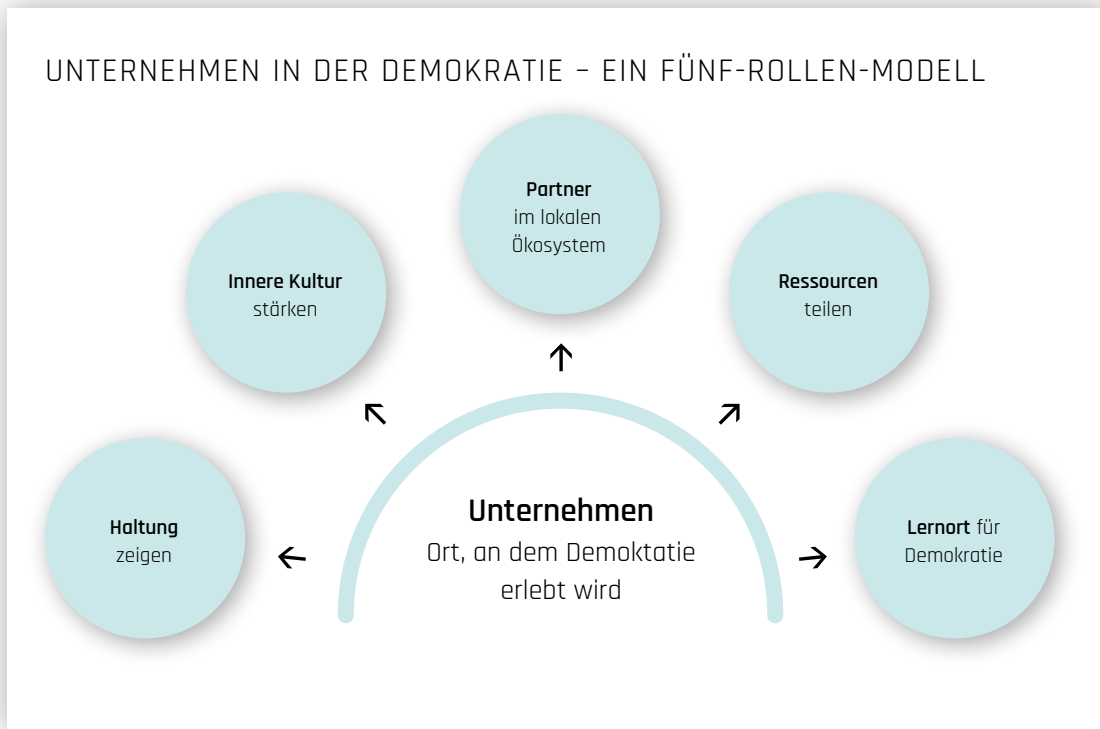 UNTERNEHMEN IN DER DEMOKRATIE – EIN FÜNF-ROLLEN-MODELL
Partner
im lokalen
Ökosystem
Innere Kultur
stärken
Ressourcen
teilen
Haltung
zeigen
Unternehmen
Ort, an dem Demoktatie
erlebt wird
Lernort für
Demokratie